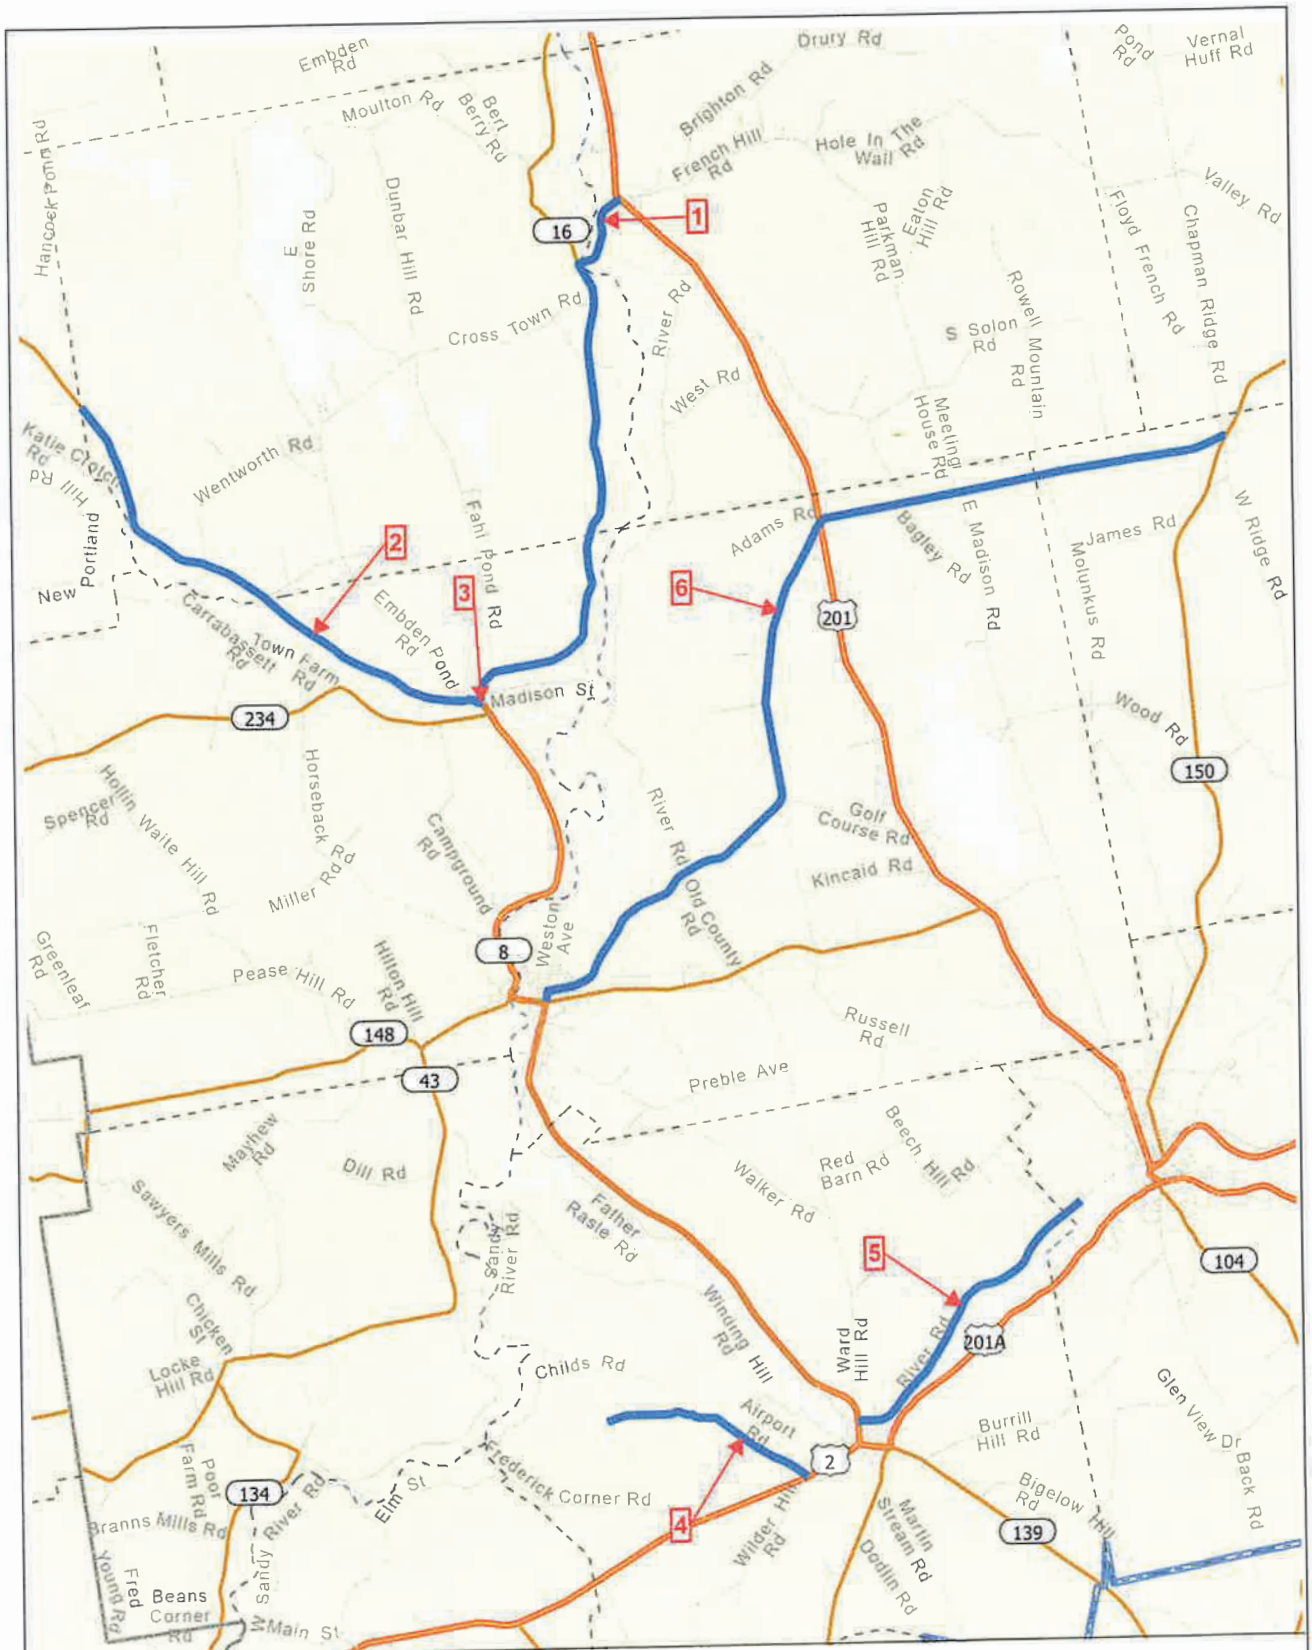 Embden
Rd
Drury Rd
Pond
Rd
Vernal
Huff Rd
Moulton Rd
Bert
Berry Rd
Brighton Rd
French Hill
Rd
Hole In The
Wall Rd
Hancock Pond Rd
E
Shore Rd
Dunbar Hill Rd
16
1
Parkman
Hill Rd
Eaton
Hill Rd
Floyd French Rd
Chapman Ridge Rd
Valley Rd
Cross Town Rd
River Rd
West Rd
S Solon
Rd
Rowell Mountain
Rd
Meeting
House Rd
Katie Crotch
Rd
Hill Rd
Wentworth Rd
Fahi Pond Rd
New
Portland
2
3
Adams Rd
Bagley Rd
E Madison Rd
Molunkus Rd
James Rd
W Ridge Rd
6
201
Carrabassett
Rd
Town Farm
Rd
Embden Pond
Rd
Madison St
234
Wood Rd
150
Spencer
Rd
Hollin Waite Hill Rd
Horseback Rd
Miller Rd
Campground
Rd
River Rd
Golf
Course Rd
Kincaid Rd
Old County
Rd
Greenleaf
Rd
Fletcher
Rd
Pease Hill Rd
Hilton Hill
Rd
8
Weston
Ave
148
43
Russell
Rd
Preble Ave
Mayhew
Rd
Dill Rd
Beech Hill Rd
Red
Barn Rd
Walker Rd
Sawyers Mills Rd
Father
Rasle Rd
Sandy
River Rd
5
104
Chicken
St
Locke
Hill Rd
Winding Hill
Rd
Ward
Hill Rd
River Rd
201A
Childs Rd
Airport
Rd
Burrill
Hill Rd
Glen View Dr
Back Rd
2
Poor
Farm Rd
134
Sandy River Rd
Elm St
Frederick Corner Rd
4
Wilder Hill
Rd
Martin
Stream Rd
Dodlin Rd
139
Bigelow Hill
Rd
Branns Mills Rd
Fred
Young Rd
Beans
Corner
Rd
W
Main St